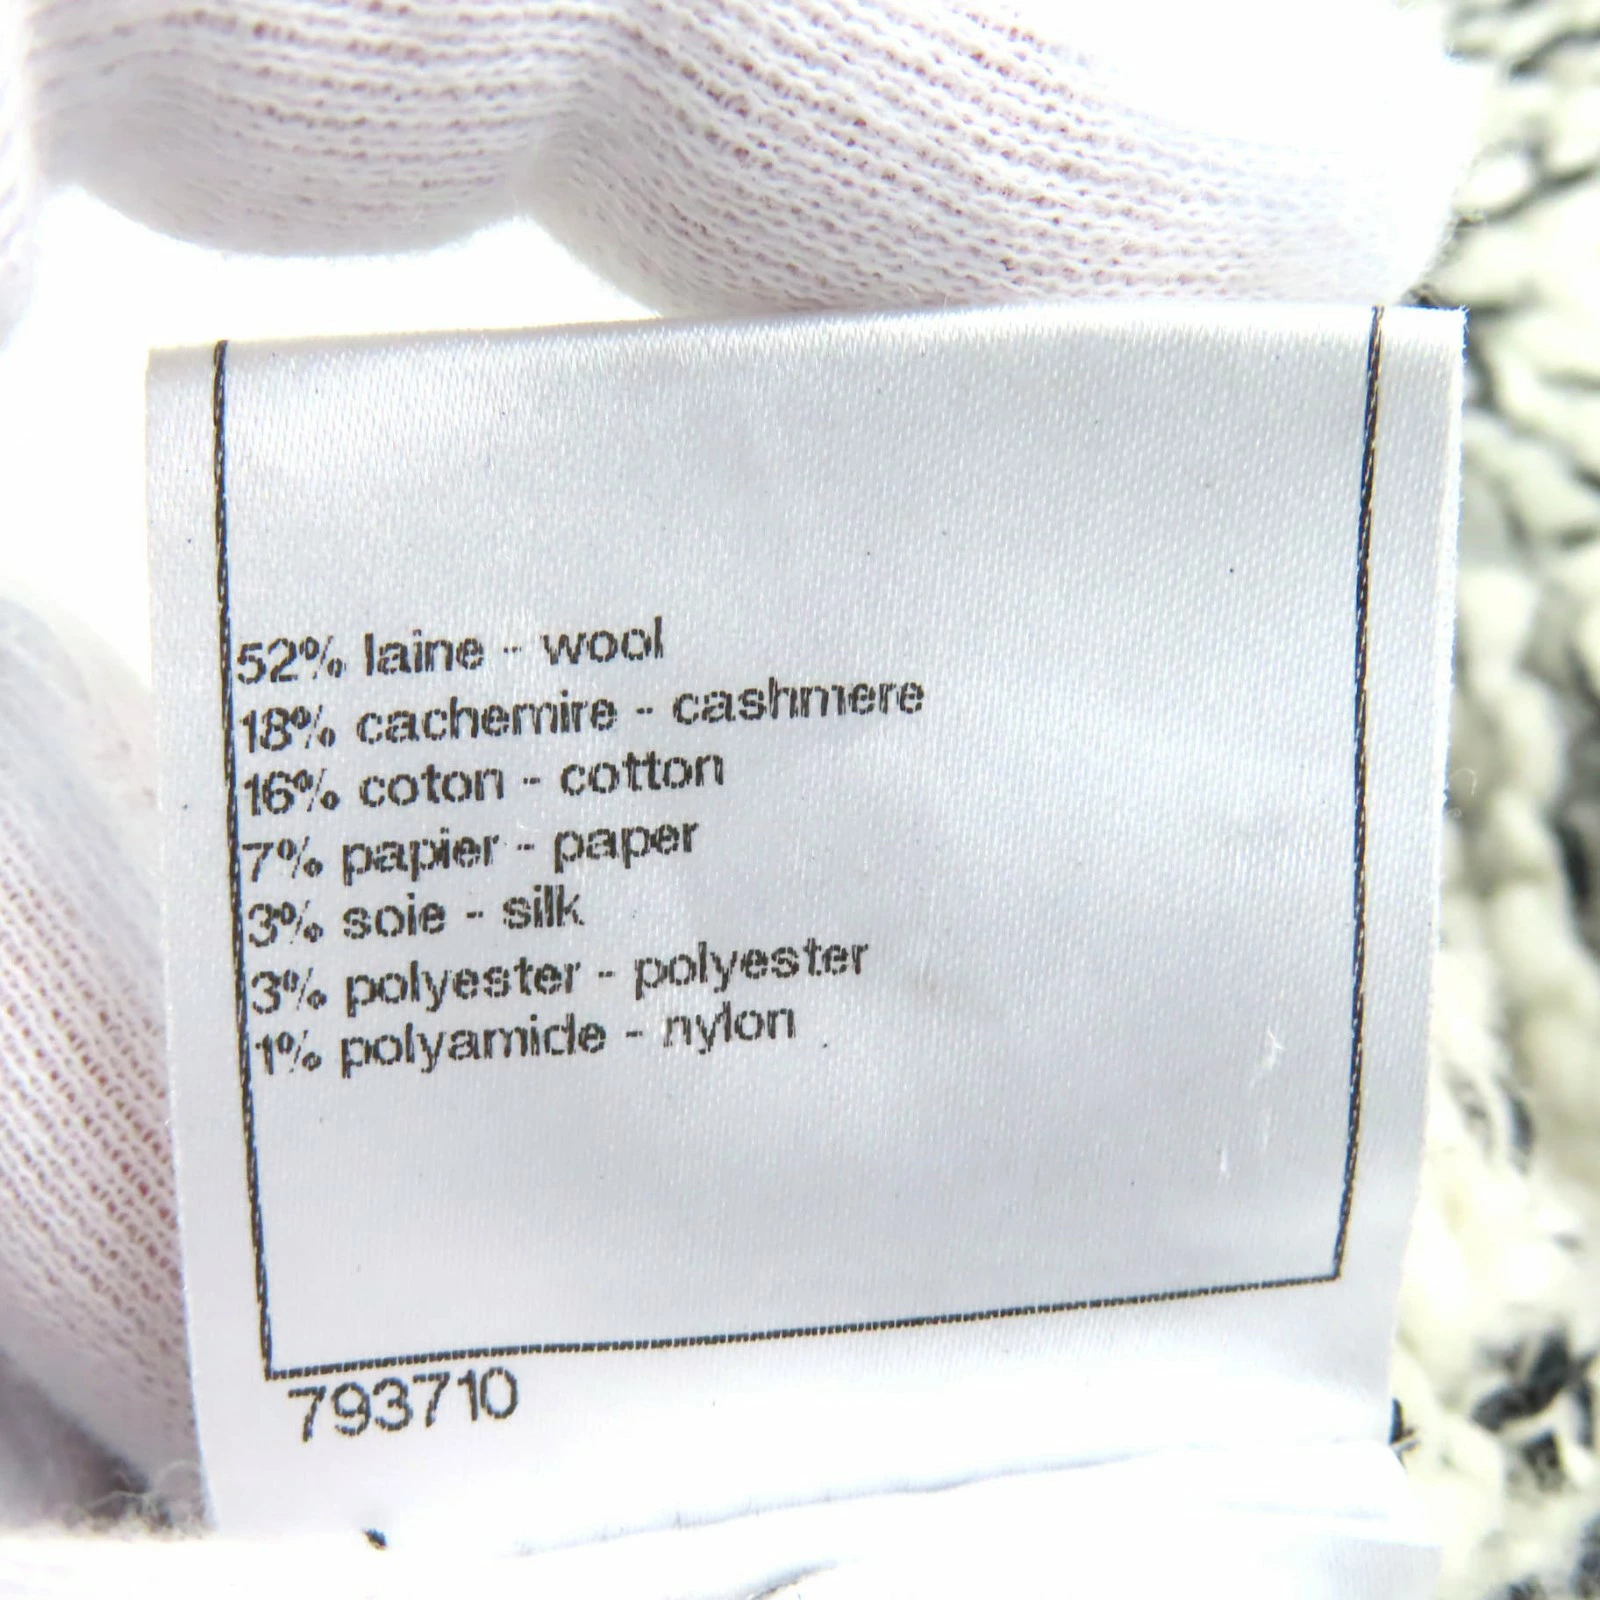 52% laine - wool
18% cachemire - cashmere
16% coton - cotton
7% papier - paper
3% soie - silk
3% polyester - polyester
1% polyamide - nylon
793710